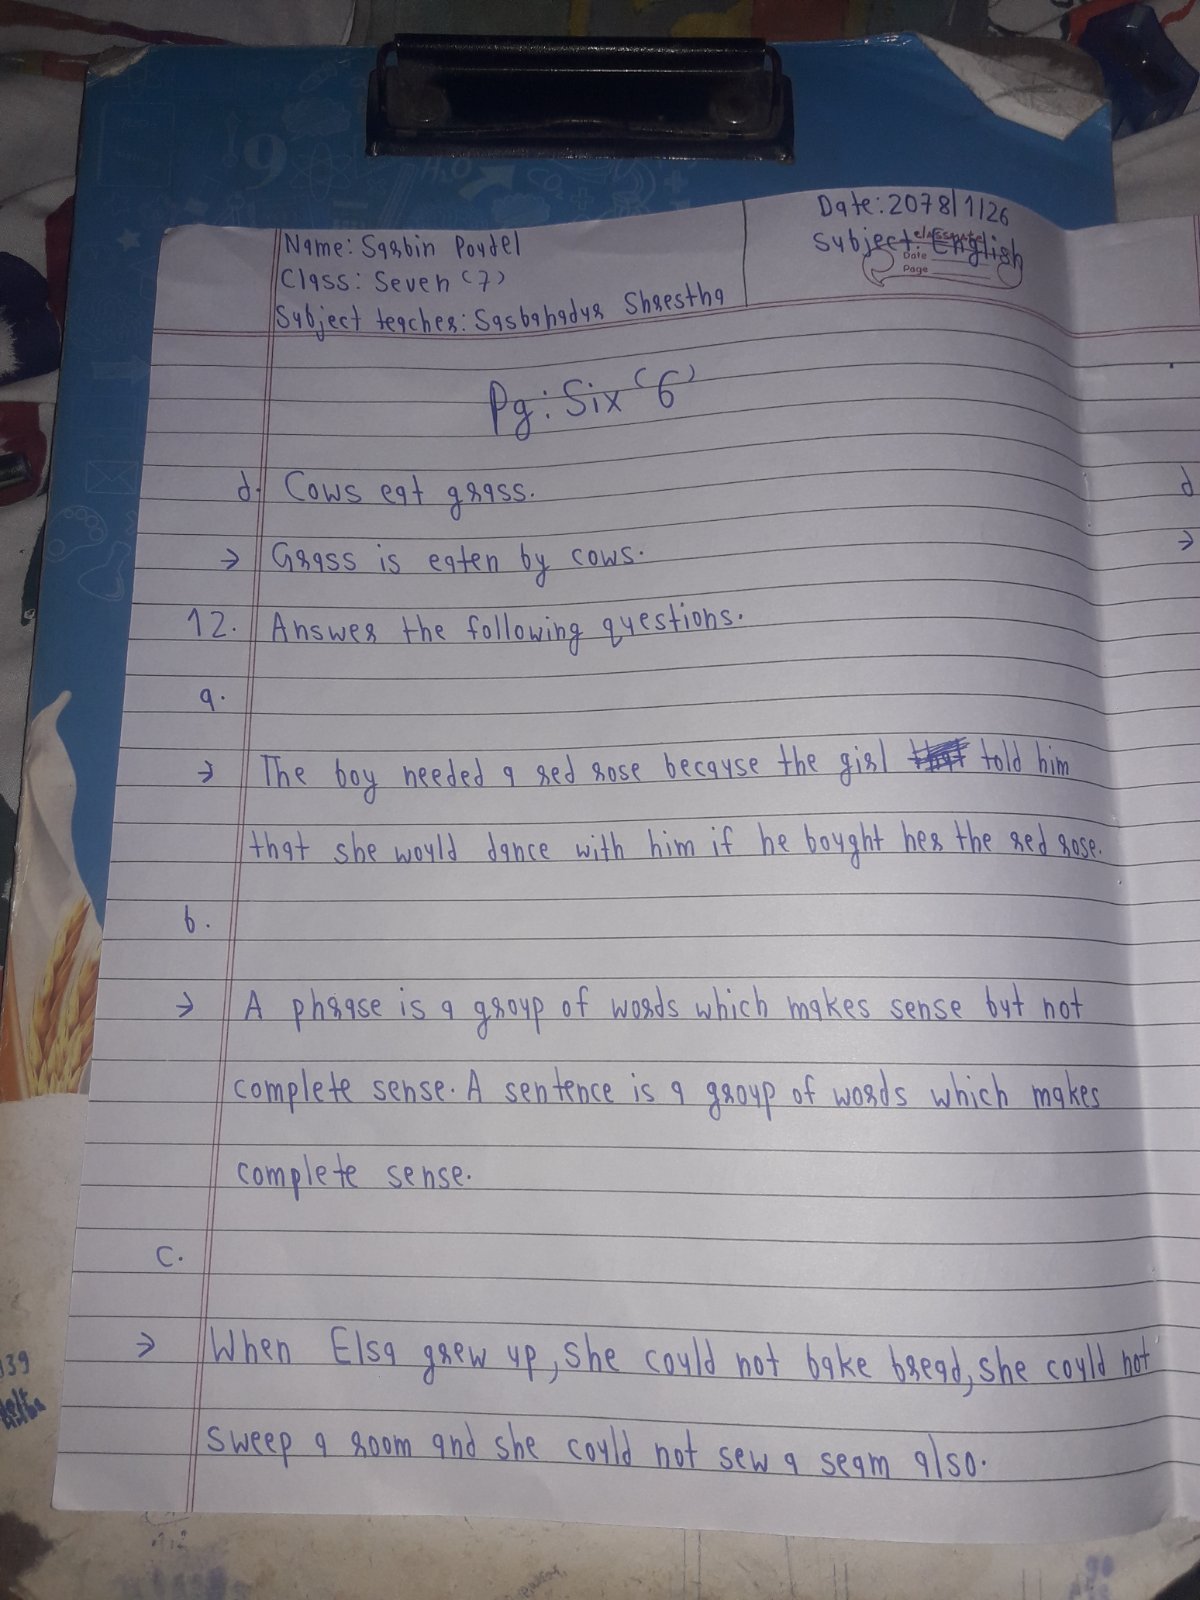 Name: Sarbin Poudel
Class: Seven (7)
Subject teacher: Sasbahadur Shrestha
Date: 2078/1/26
Subject: English
classmate
Date
Page
Pg: Six (6)
d. Cows eat grass.
d
→ Grass is eaten by cows.
→
12. Answer the following questions.
a.
→ The boy needed a red rose because the girl told him
that she would dance with him if he bought her the red rose.
b.
→ A phrase is a group of words which makes sense but not
complete sense. A sentence is a group of words which makes
complete sense.
c.
→ When Elsa grew up, she could not bake bread, she could not
sweep a room and she could not sew a seam also.
139